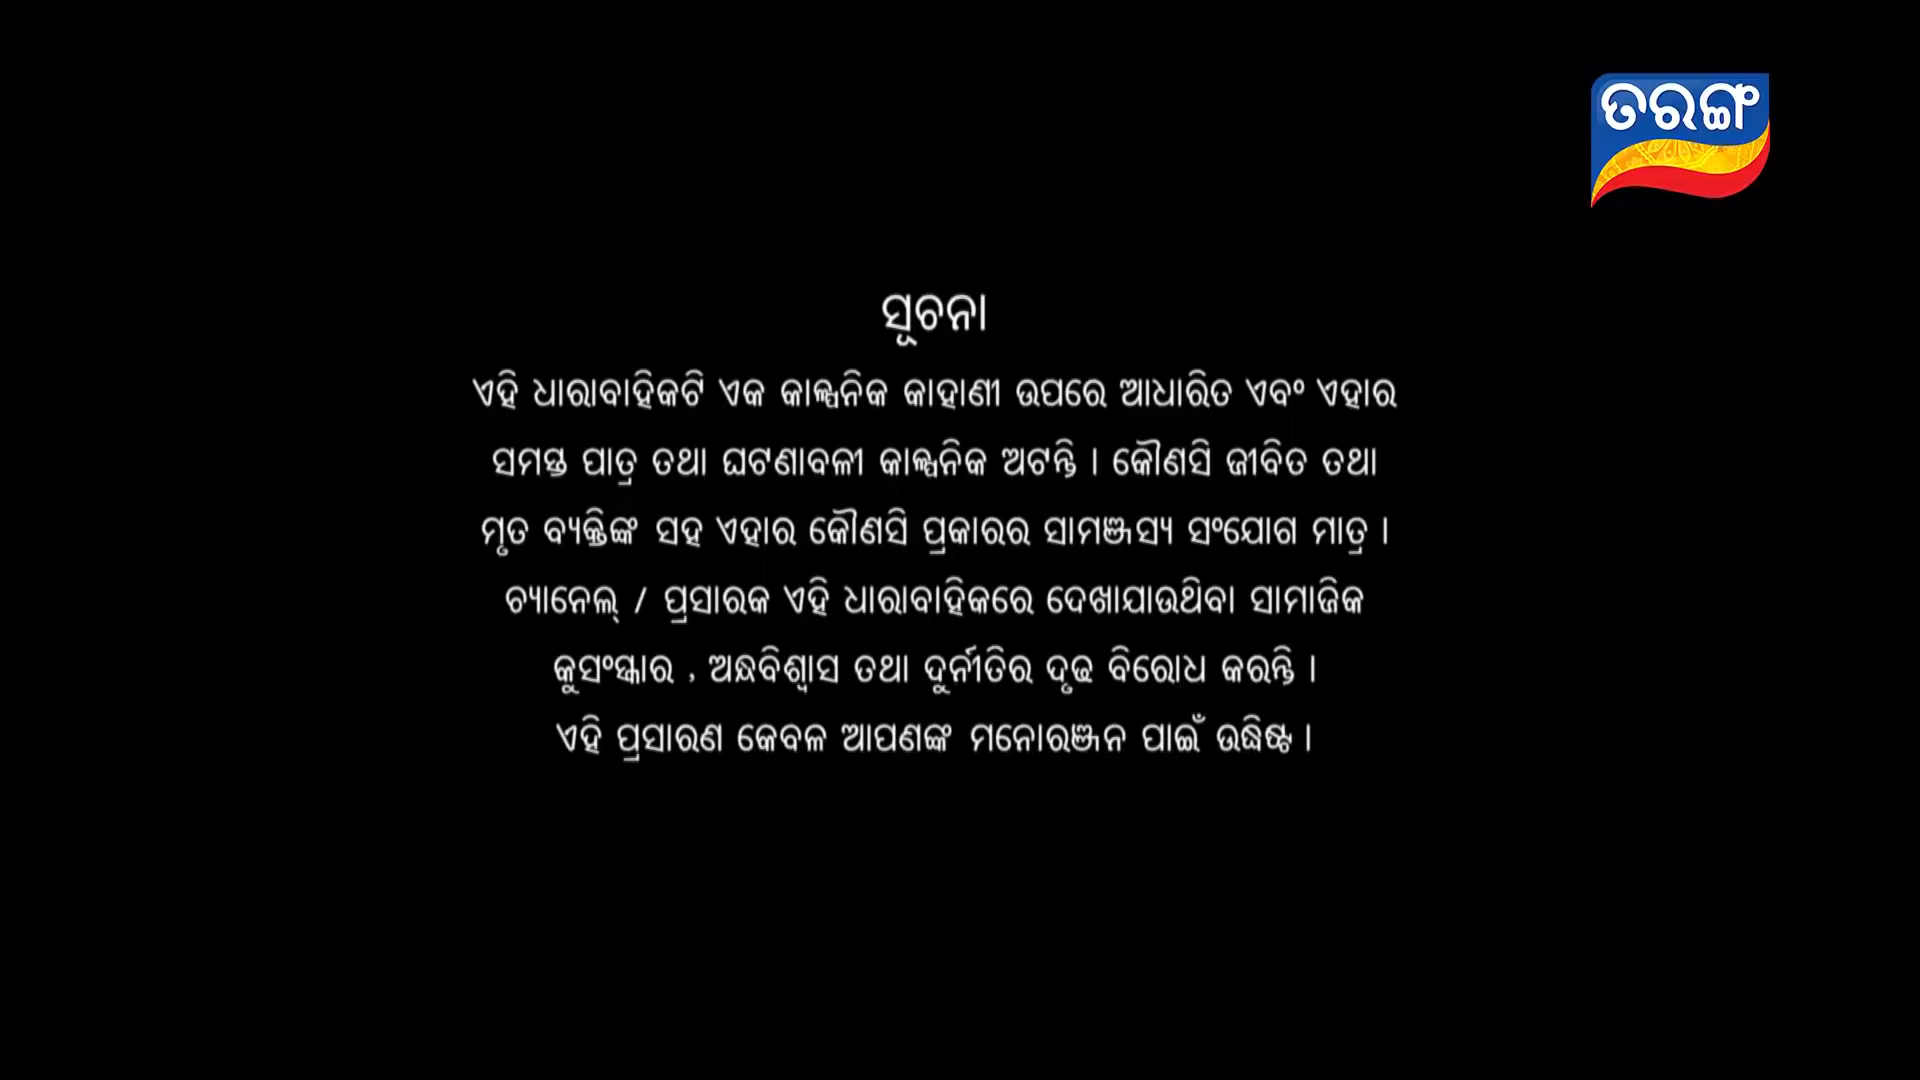 ତରଙ୍ଗ
ସୂଚନା
ଏହି ଧାରାବାହିକଟି ଏକ କାଳ୍ପନିକ କାହାଣୀ ଉପରେ ଆଧାରିତ ଏବଂ ଏହାର
ସମସ୍ତ ପାତ୍ର ତଥା ଘଟଣାବଳୀ କାଳ୍ପନିକ ଅଟନ୍ତି । କୌଣସି ଜୀବିତ ତଥା
ମୃତ ବ୍ୟକ୍ତିଙ୍କ ସହ ଏହାର କୌଣସି ପ୍ରକାରର ସାମଞ୍ଜସ୍ୟ ସଂଯୋଗ ମାତ୍ର ।
ଚ୍ୟାନେଲ୍ / ପ୍ରସାରକ ଏହି ଧାରାବାହିକରେ ଦେଖାଯାଉଥିବା ସାମାଜିକ
କୁସଂସ୍କାର , ଅନ୍ଧବିଶ୍ୱାସ ତଥା ଦୁର୍ନୀତିର ଦୃଢ ବିରୋଧ କରନ୍ତି ।
ଏହି ପ୍ରସାରଣ କେବଳ ଆପଣଙ୍କ ମନୋରଞ୍ଜନ ପାଇଁ ଉଦ୍ଧିଷ୍ଟ ।